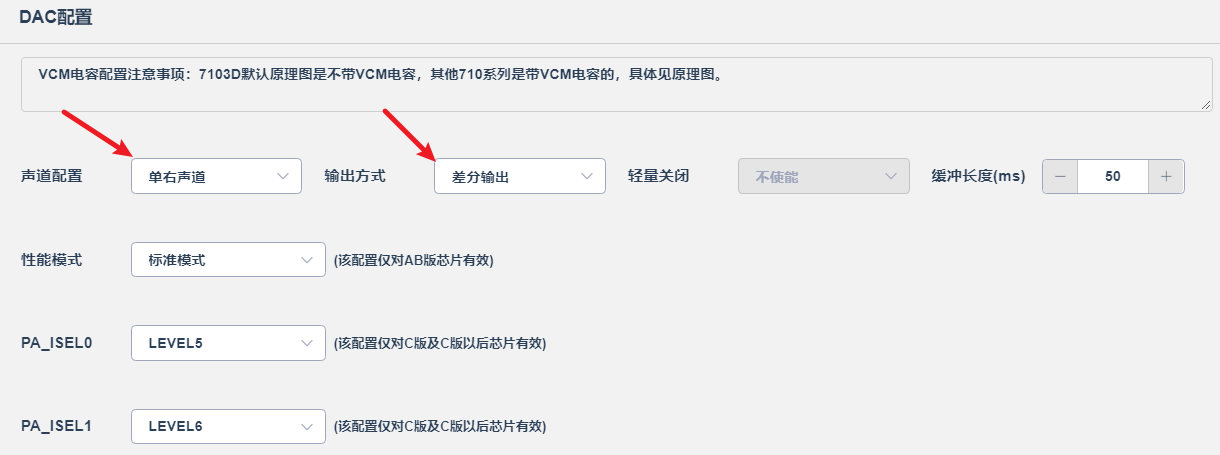 DAC配置
VCM电容配置注意事项：7103D默认原理图是不带VCM电容，其他710系列是带VCM电容的，具体见原理图。
声道配置 单右声道 输出方式 差分输出 轻量关闭 不使能 缓冲长度(ms) 50
性能模式 标准模式 (该配置仅对AB版芯片有效)
PA_ISEL0 LEVEL5 (该配置仅对C版及C版以后芯片有效)
PA_ISEL1 LEVEL6 (该配置仅对C版及C版以后芯片有效)